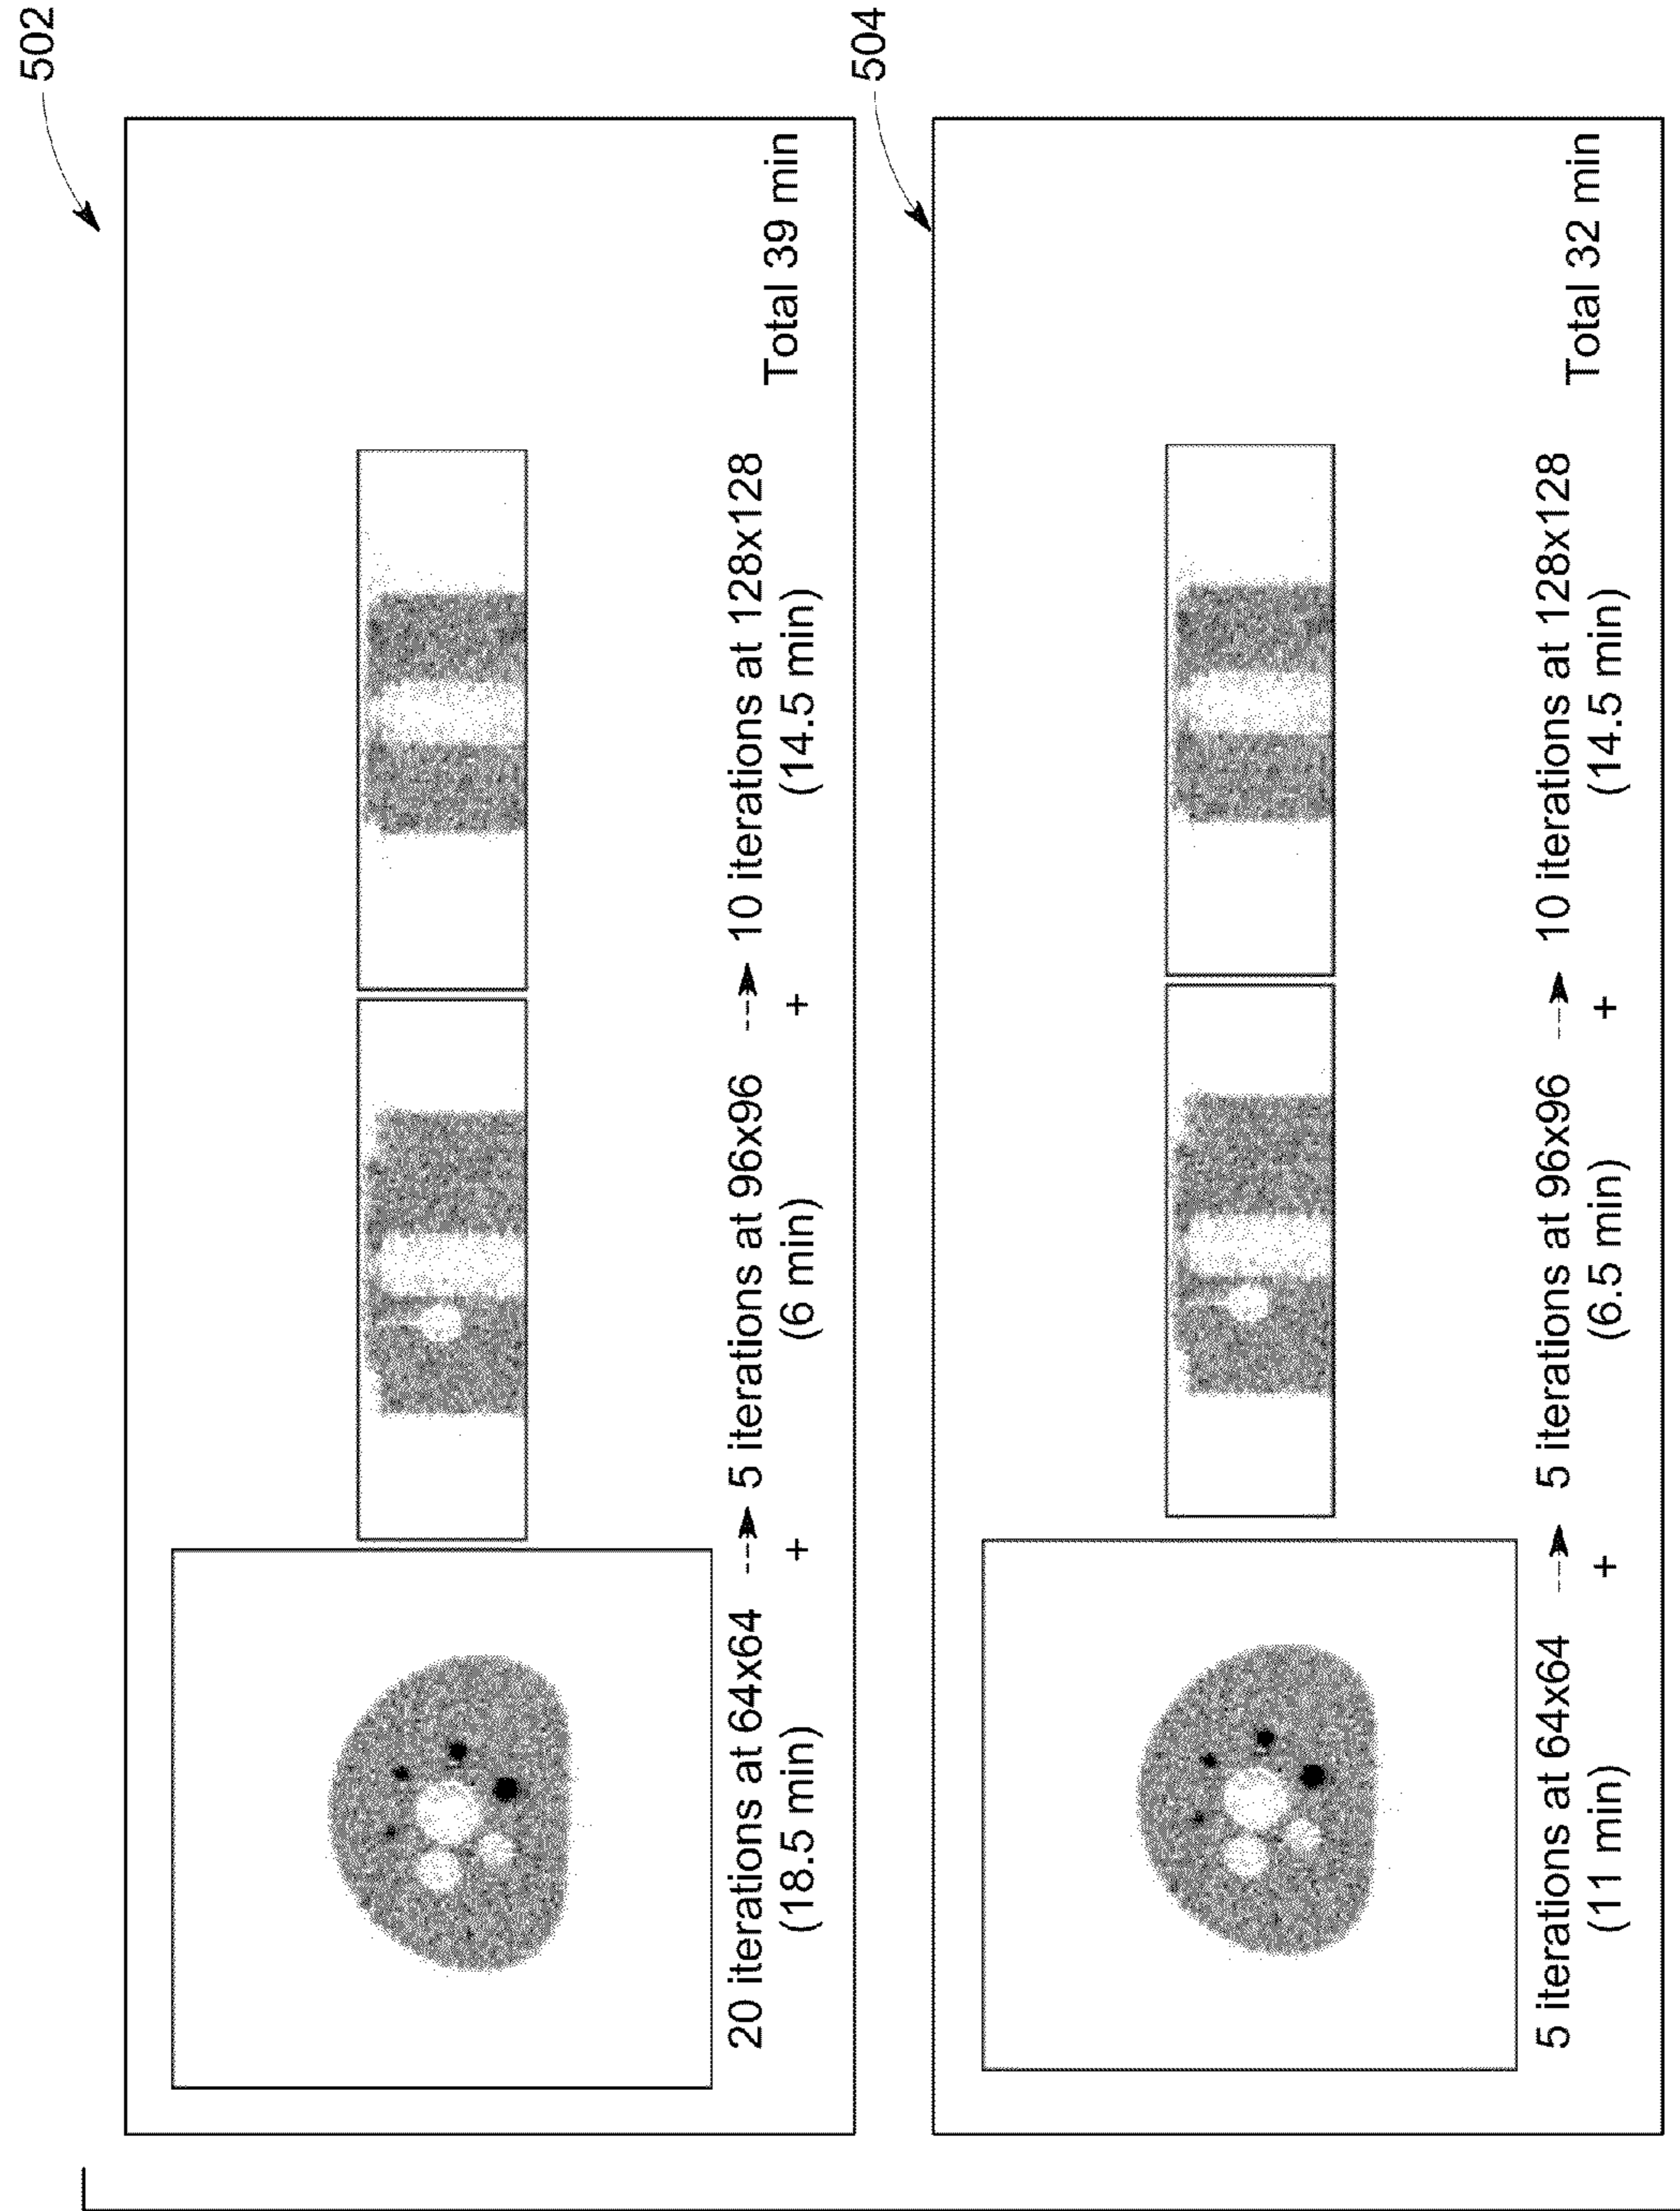 502
20 iterations at 64x64 --→ 5 iterations at 96x96 --→ 10 iterations at 128x128
(18.5 min) + (6 min) + (14.5 min) Total 39 min
504
5 iterations at 64x64 --→ 5 iterations at 96x96 --→ 10 iterations at 128x128
(11 min) + (6.5 min) + (14.5 min) Total 32 min